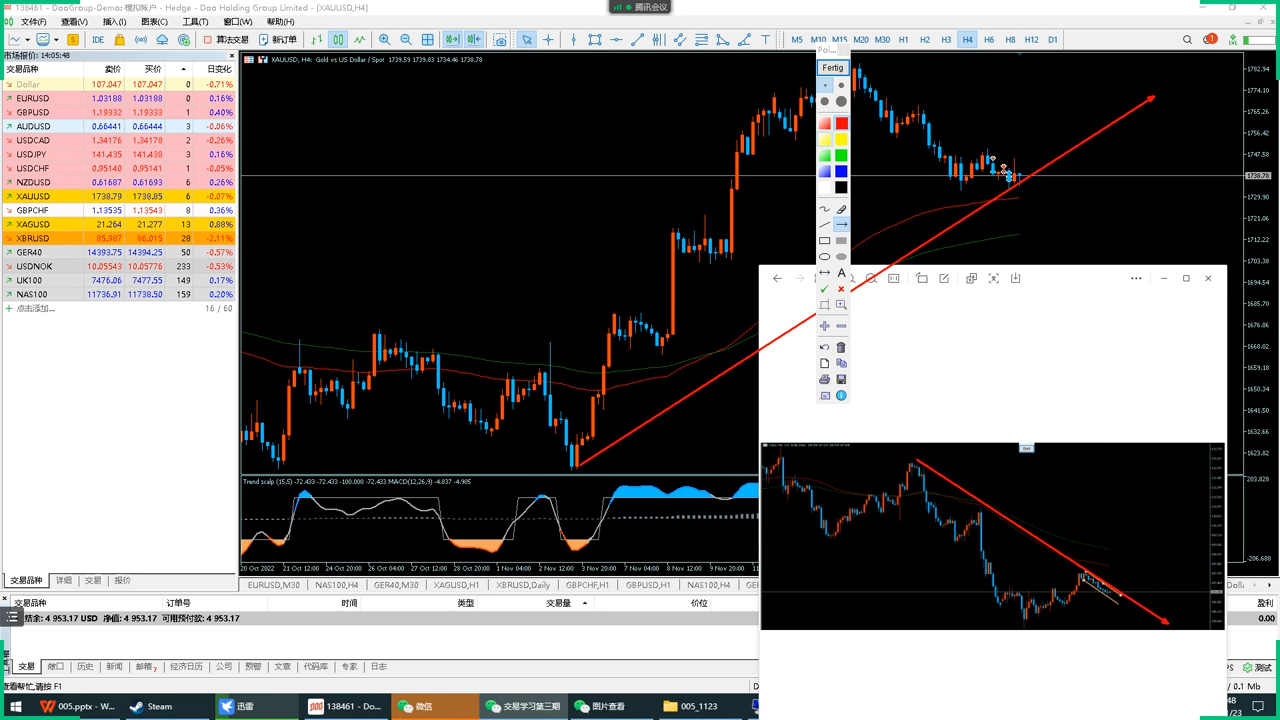 138461 - DooGroup-Demo: 模拟帐户 - Hedge - Doo Holding Group Limited - [XAUUSD,H4]
腾讯会议
文件(F) 查看(V) 插入(I) 图表(C) 工具(T) 窗口(W) 帮助(H)
IDE 算法交易 新订单 M5 M10 M15 M20 M30 H1 H2 H3 H4 H6 H8 H12 D1
市场报价: 14:05:48
交易品种 卖价 买价 日变化
Dollar 107.047 107.047 0 -0.71%
EURUSD 1.03188 1.03188 0 0.16%
GBPUSD 1.19332 1.19333 1 0.40%
AUDUSD 0.66441 0.66444 3 -0.06%
USDCAD 1.34176 1.34178 2 -0.26%
USDJPY 141.435 141.438 3 0.16%
USDCHF 0.95140 0.95141 1 -0.05%
NZDUSD 0.61687 0.61693 6 0.26%
XAUUSD 1738.79 1738.85 6 -0.07%
GBPCHF 1.13535 1.13543 8 0.36%
XAGUSD 21.264 21.277 13 0.88%
XBRUSD 85.987 86.015 28 -2.11%
GER40 14393.75 14394.25 50 -0.57%
USDNOK 10.05543 10.05776 233 -0.53%
UK100 7476.06 7477.55 149 0.17%
NAS100 11736.91 11738.50 159 0.20%
点击添加... 16 / 60
交易品种 详细 交易 报价
XAUUSD, H4: Gold vs US Dollar / Spot 1739.59 1739.83 1734.46 1738.78
Fertig
1782.94
1774.10
1765.26
1756.42
1747.58
1738.78
1729.90
1721.06
1712.22
1703.38
1694.54
1685.70
1676.86
1668.02
1659.18
1650.34
1641.50
1632.66
1623.82
203.828
-206.688
Trend scalp (15,5) -72.433 -72.433 -100.000 -72.433 MACD(12,26,9) -4.837 -4.905
20 Oct 2022 21 Oct 12:00 24 Oct 20:00 26 Oct 04:00 27 Oct 12:00 28 Oct 20:00 1 Nov 04:00 2 Nov 12:00 3 Nov 20:00 7 Nov 04:00 8 Nov 12:00 9 Nov 20:00
EURUSD,M30 NAS100,H4 GER40,M30 XAGUSD,H1 XBRUSD,Daily GBPCHF,H1 GBPUSD,H1 NAS100,H4
交易品种 订单号 时间 类型 交易量 价位 盈利
结余: 4 953.17 USD 净值: 4 953.17 可用预付款: 4 953.17 0.00
交易 敞口 历史 新闻 邮箱7 经济日历 公司 预警 文章 代码库 专家 日志 测试
查看帮忙,请按 F1
/ 0.1 Mb
005.pptx - W... Steam 迅雷 138461 - Do... 微信 交易学习第三期 图片查看 005_1123